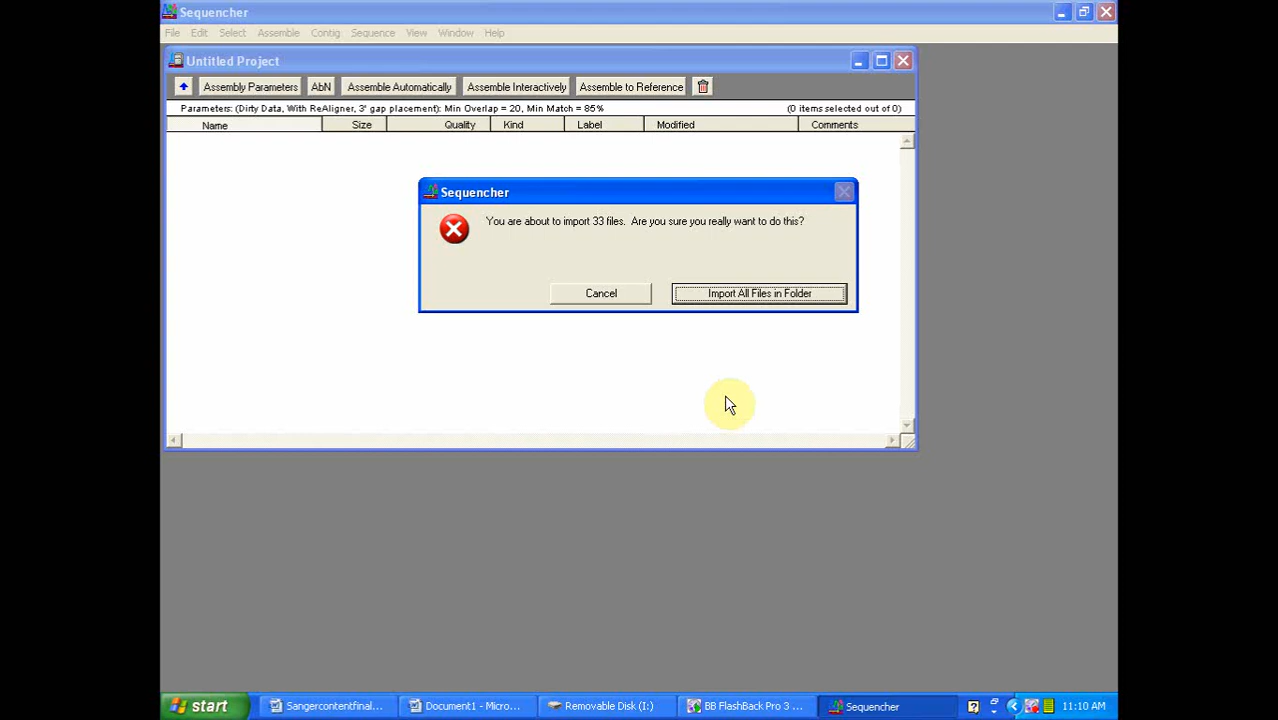 Sequencher
File Edit Select Assemble Contig Sequence View Window Help
Untitled Project
Assembly Parameters AbN Assemble Automatically Assemble Interactively Assemble to Reference
Parameters: (Dirty Data, With ReAligner, 3' gap placement): Min Overlap = 20, Min Match = 85% (0 items selected out of 0)
Name Size Quality Kind Label Modified Comments
Sequencher
You are about to import 33 files. Are you sure you really want to do this?
Cancel Import All Files in Folder
start Sangercontentfinal... Document1 - Micro... Removable Disk (I:) BB FlashBack Pro 3 ... Sequencher 11:10 AM